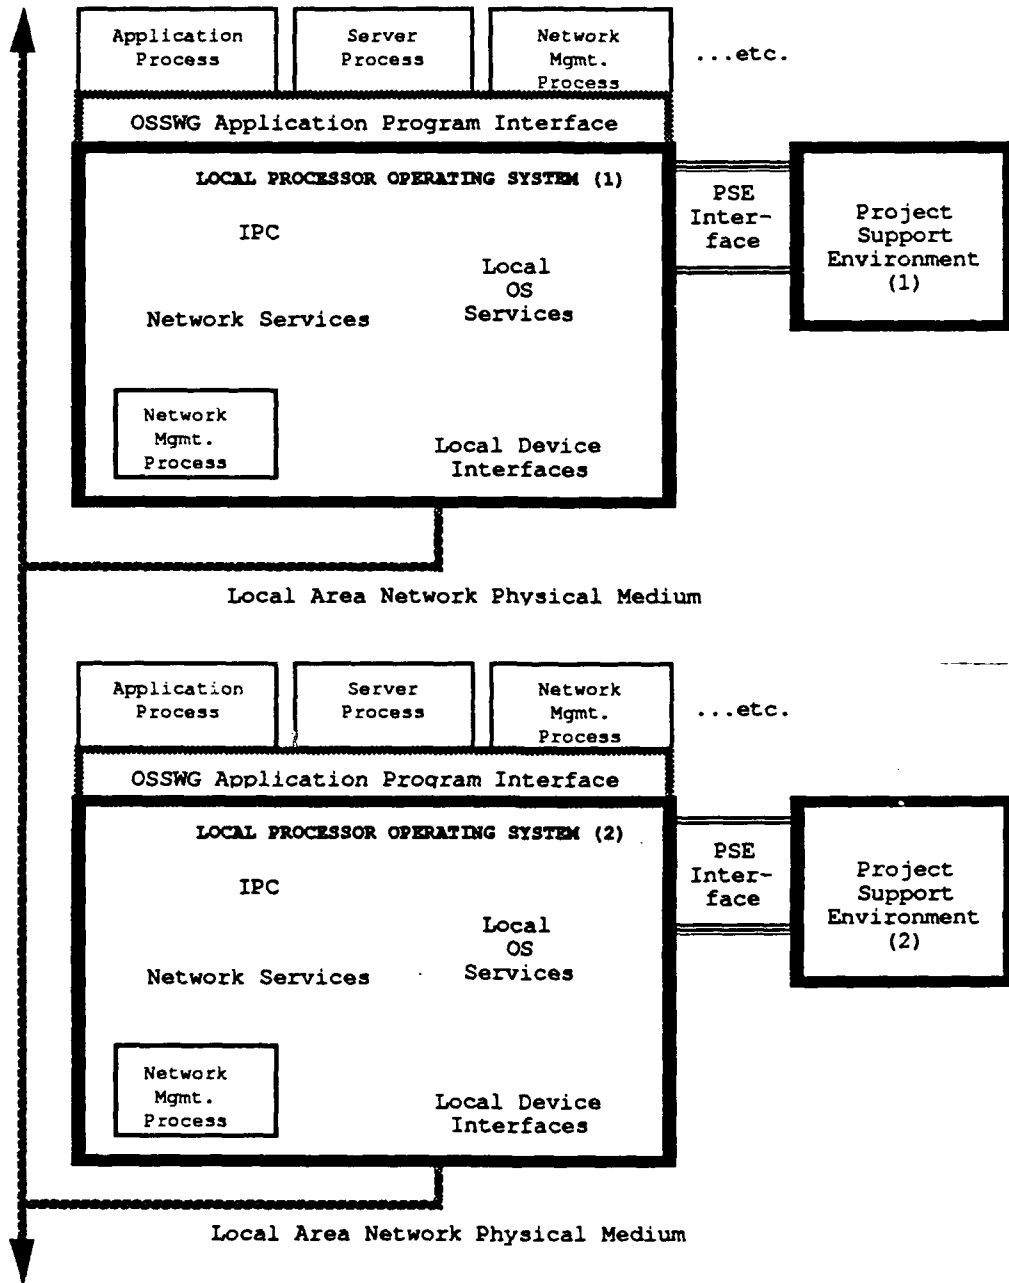 Application
Process
Server
Process
Network
Mgmt.
Process
...etc.
OSSWG Application Program Interface
LOCAL PROCESSOR OPERATING SYSTEM (1)
IPC
Local
OS
Services
Network Services
Network
Mgmt.
Process
Local Device
Interfaces
PSE
Inter-
face
Project
Support
Environment
(1)
Local Area Network Physical Medium
Application
Process
Server
Process
Network
Mgmt.
Process
...etc.
OSSWG Application Program Interface
LOCAL PROCESSOR OPERATING SYSTEM (2)
IPC
Local
OS
Services
Network Services
Network
Mgmt.
Process
Local Device
Interfaces
PSE
Inter-
face
Project
Support
Environment
(2)
Local Area Network Physical Medium